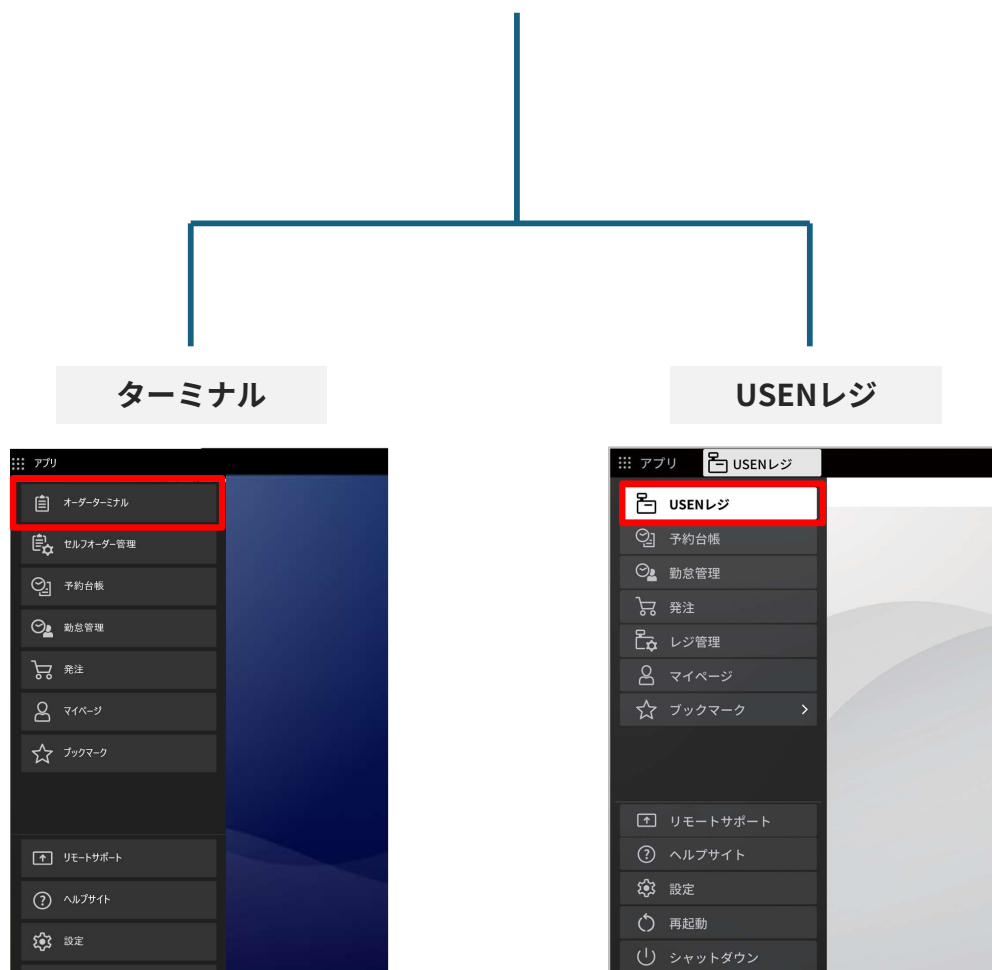 ターミナル
アプリ
オーダーターミナル
セルフオーダー管理
予約台帳
勤怠管理
発注
マイページ
ブックマーク
リモートサポート
ヘルプサイト
設定
USENレジ
アプリ
USENレジ
USENレジ
予約台帳
勤怠管理
発注
レジ管理
マイページ
ブックマーク
リモートサポート
ヘルプサイト
設定
再起動
シャットダウン